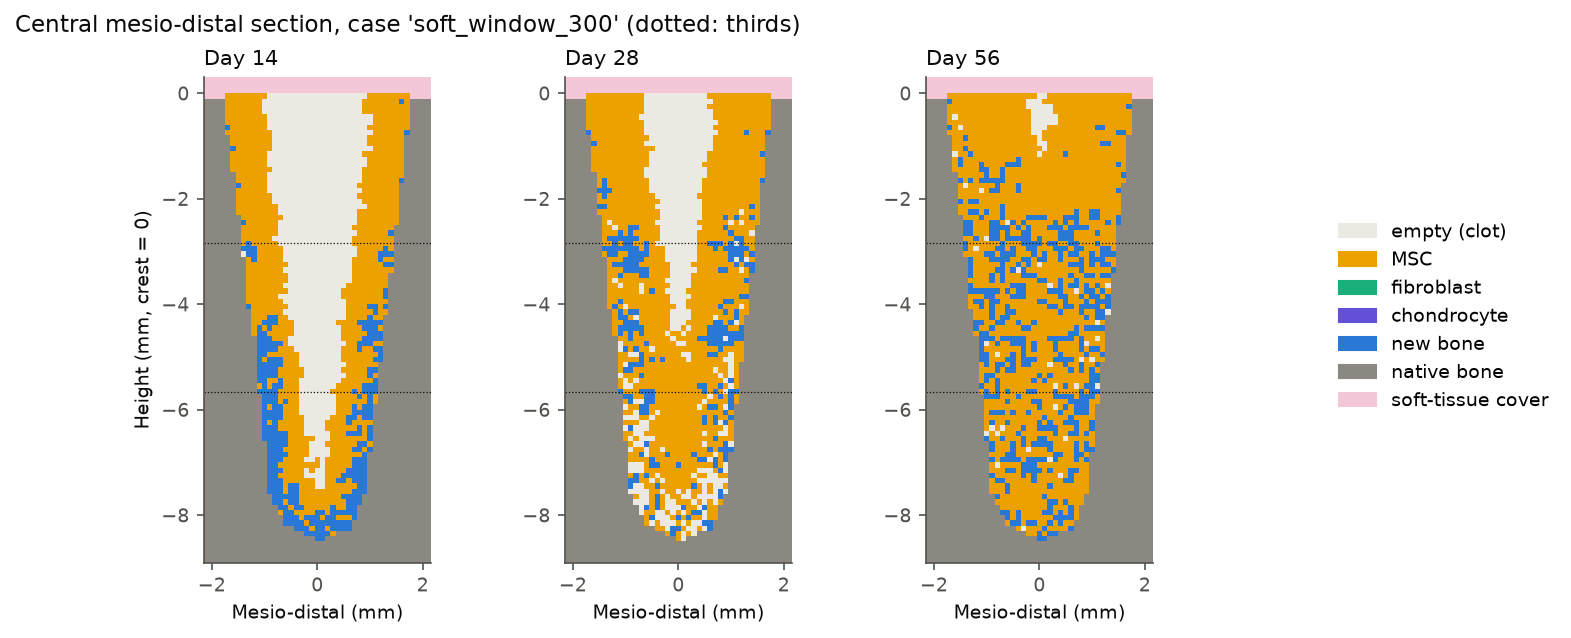 Central mesio-distal section, case 'soft_window_300' (dotted: thirds)
Day 14
Day 28
Day 56
Height (mm, crest = 0)
0
−2
−4
−6
−8
0
−2
−4
−6
−8
0
−2
−4
−6
−8
−2 0 2
−2 0 2
−2 0 2
Mesio-distal (mm)
Mesio-distal (mm)
Mesio-distal (mm)
empty (clot)
MSC
fibroblast
chondrocyte
new bone
native bone
soft-tissue cover